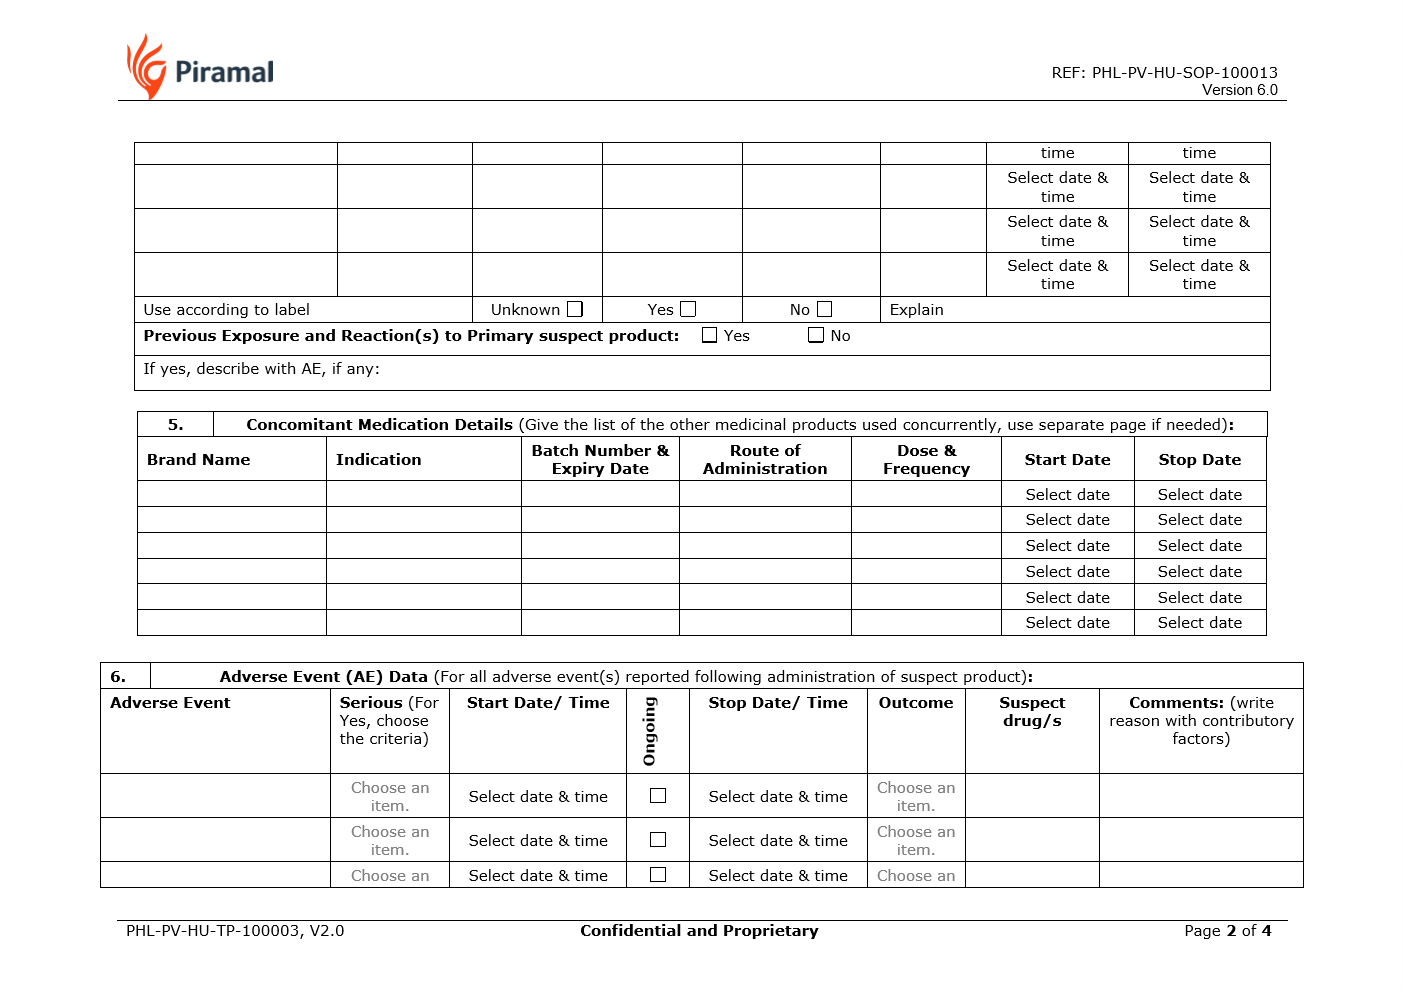 Piramal
REF: PHL-PV-HU-SOP-100013
Version 6.0
time time
Select date & time Select date & time
Select date & time Select date & time
Select date & time Select date & time
Use according to label Unknown ☐ Yes ☐ No ☐ Explain
Previous Exposure and Reaction(s) to Primary suspect product: ☐ Yes ☐ No
If yes, describe with AE, if any:
5. Concomitant Medication Details (Give the list of the other medicinal products used concurrently, use separate page if needed):
Brand Name Indication Batch Number & Expiry Date Route of Administration Dose & Frequency Start Date Stop Date
Select date Select date
Select date Select date
Select date Select date
Select date Select date
Select date Select date
Select date Select date
6. Adverse Event (AE) Data (For all adverse event(s) reported following administration of suspect product):
Adverse Event Serious (For Yes, choose the criteria) Start Date/ Time Ongoing Stop Date/ Time Outcome Suspect drug/s Comments: (write reason with contributory factors)
Choose an item. Select date & time ☐ Select date & time Choose an item.
Choose an item. Select date & time ☐ Select date & time Choose an item.
Choose an Select date & time ☐ Select date & time Choose an
PHL-PV-HU-TP-100003, V2.0 Confidential and Proprietary Page 2 of 4